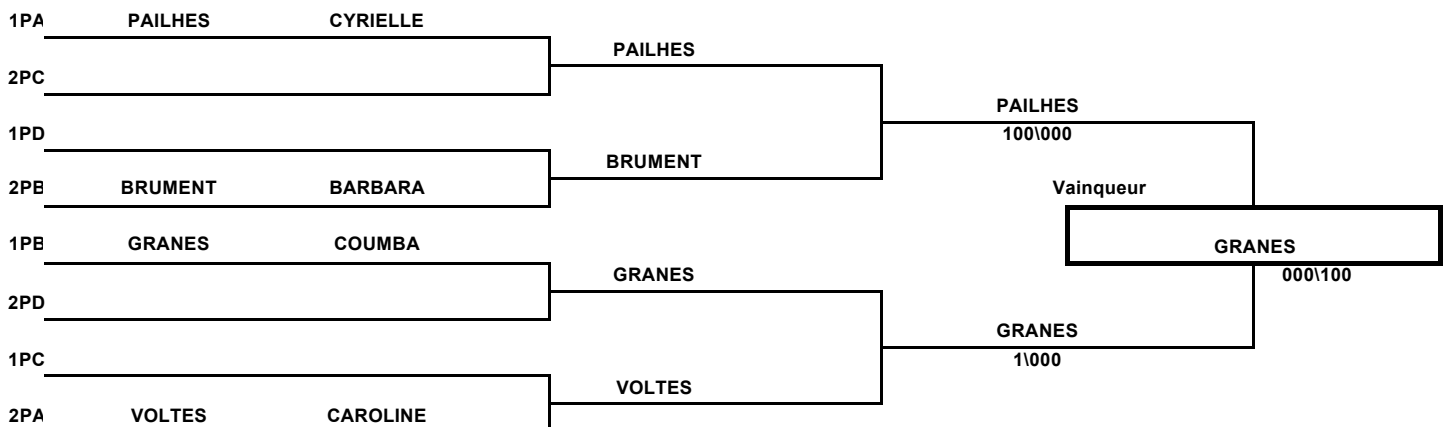 1PA PAILHES CYRIELLE
PAILHES
2PC
PAILHES
1PD
100\000
BRUMENT
2PB BRUMENT BARBARA
Vainqueur
1PB GRANES COUMBA
GRANES
GRANES
000\100
2PD
GRANES
1PC
1\000
VOLTES
2PA VOLTES CAROLINE